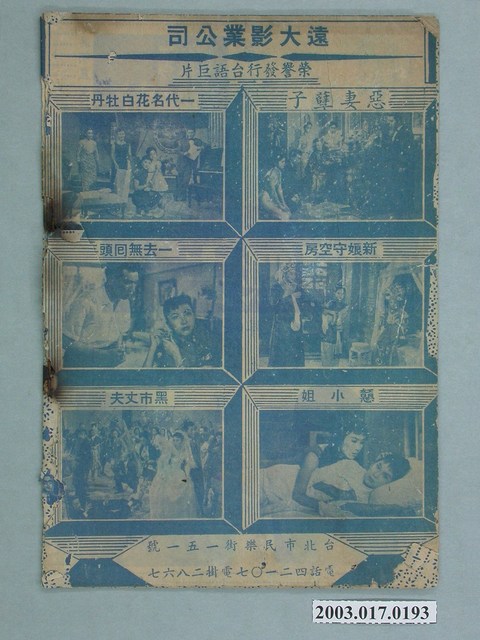 遠大影業公司
榮譽發行台語巨片
惡妻孽子
一代名花白牡丹
新娘守空房
一去無囘頭
戇小姐
黑市丈夫
台北市民樂街一五一號
電話四二一〇七電掛二八六七
2003.017.0193